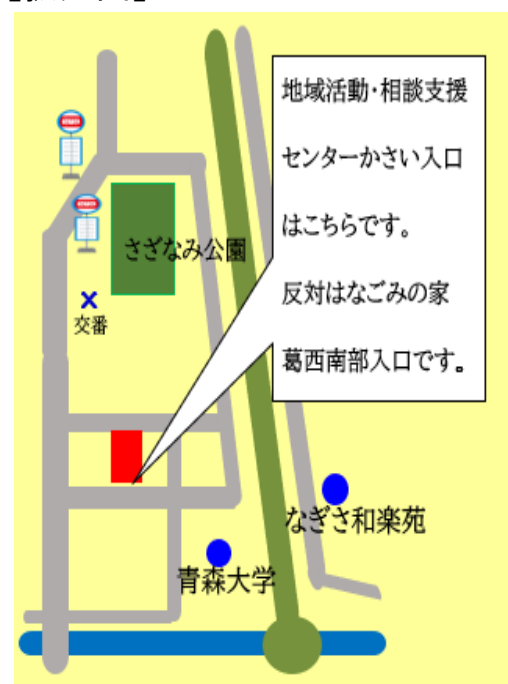 地域活動・相談支援
センターかさい入口
はこちらです。
反対はなごみの家
葛西南部入口です。
さざなみ公園
交番
なぎさ和楽苑
青森大学